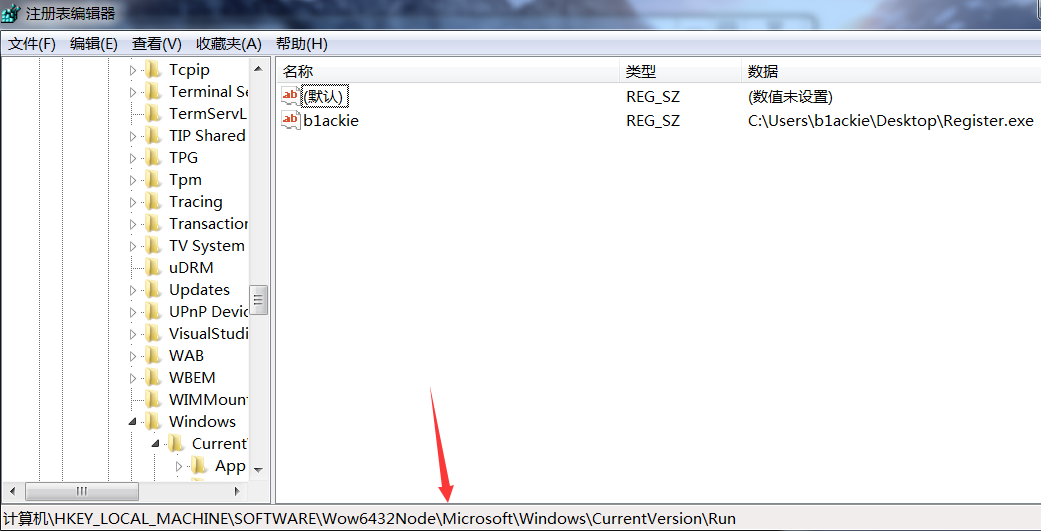 注册表编辑器
文件(F) 编辑(E) 查看(V) 收藏夹(A) 帮助(H)
名称 类型 数据
ab (默认) REG_SZ (数值未设置)
ab b1ackie REG_SZ C:\Users\b1ackie\Desktop\Register.exe
Tcpip
Terminal Se
TermServL
TIP Shared
TPG
Tpm
Tracing
Transaction
TV System
uDRM
Updates
UPnP Devic
VisualStudi
WAB
WBEM
WIMMoun
Windows
Current
App
计算机\HKEY_LOCAL_MACHINE\SOFTWARE\Wow6432Node\Microsoft\Windows\CurrentVersion\Run